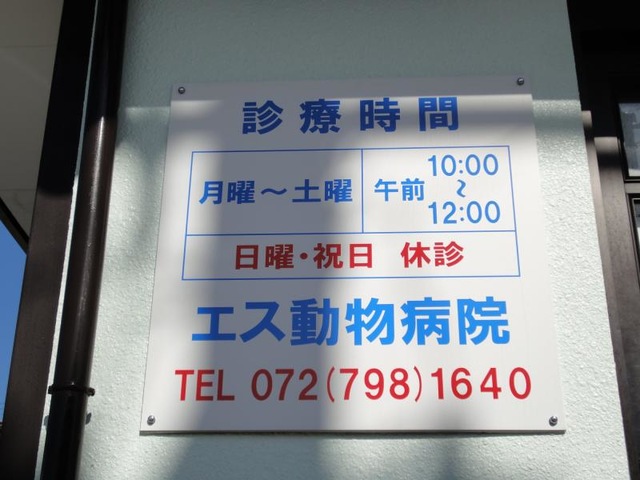 診療時間
月曜～土曜 午前 10:00～12:00
日曜・祝日 休診
エス動物病院
TEL 072(798)1640